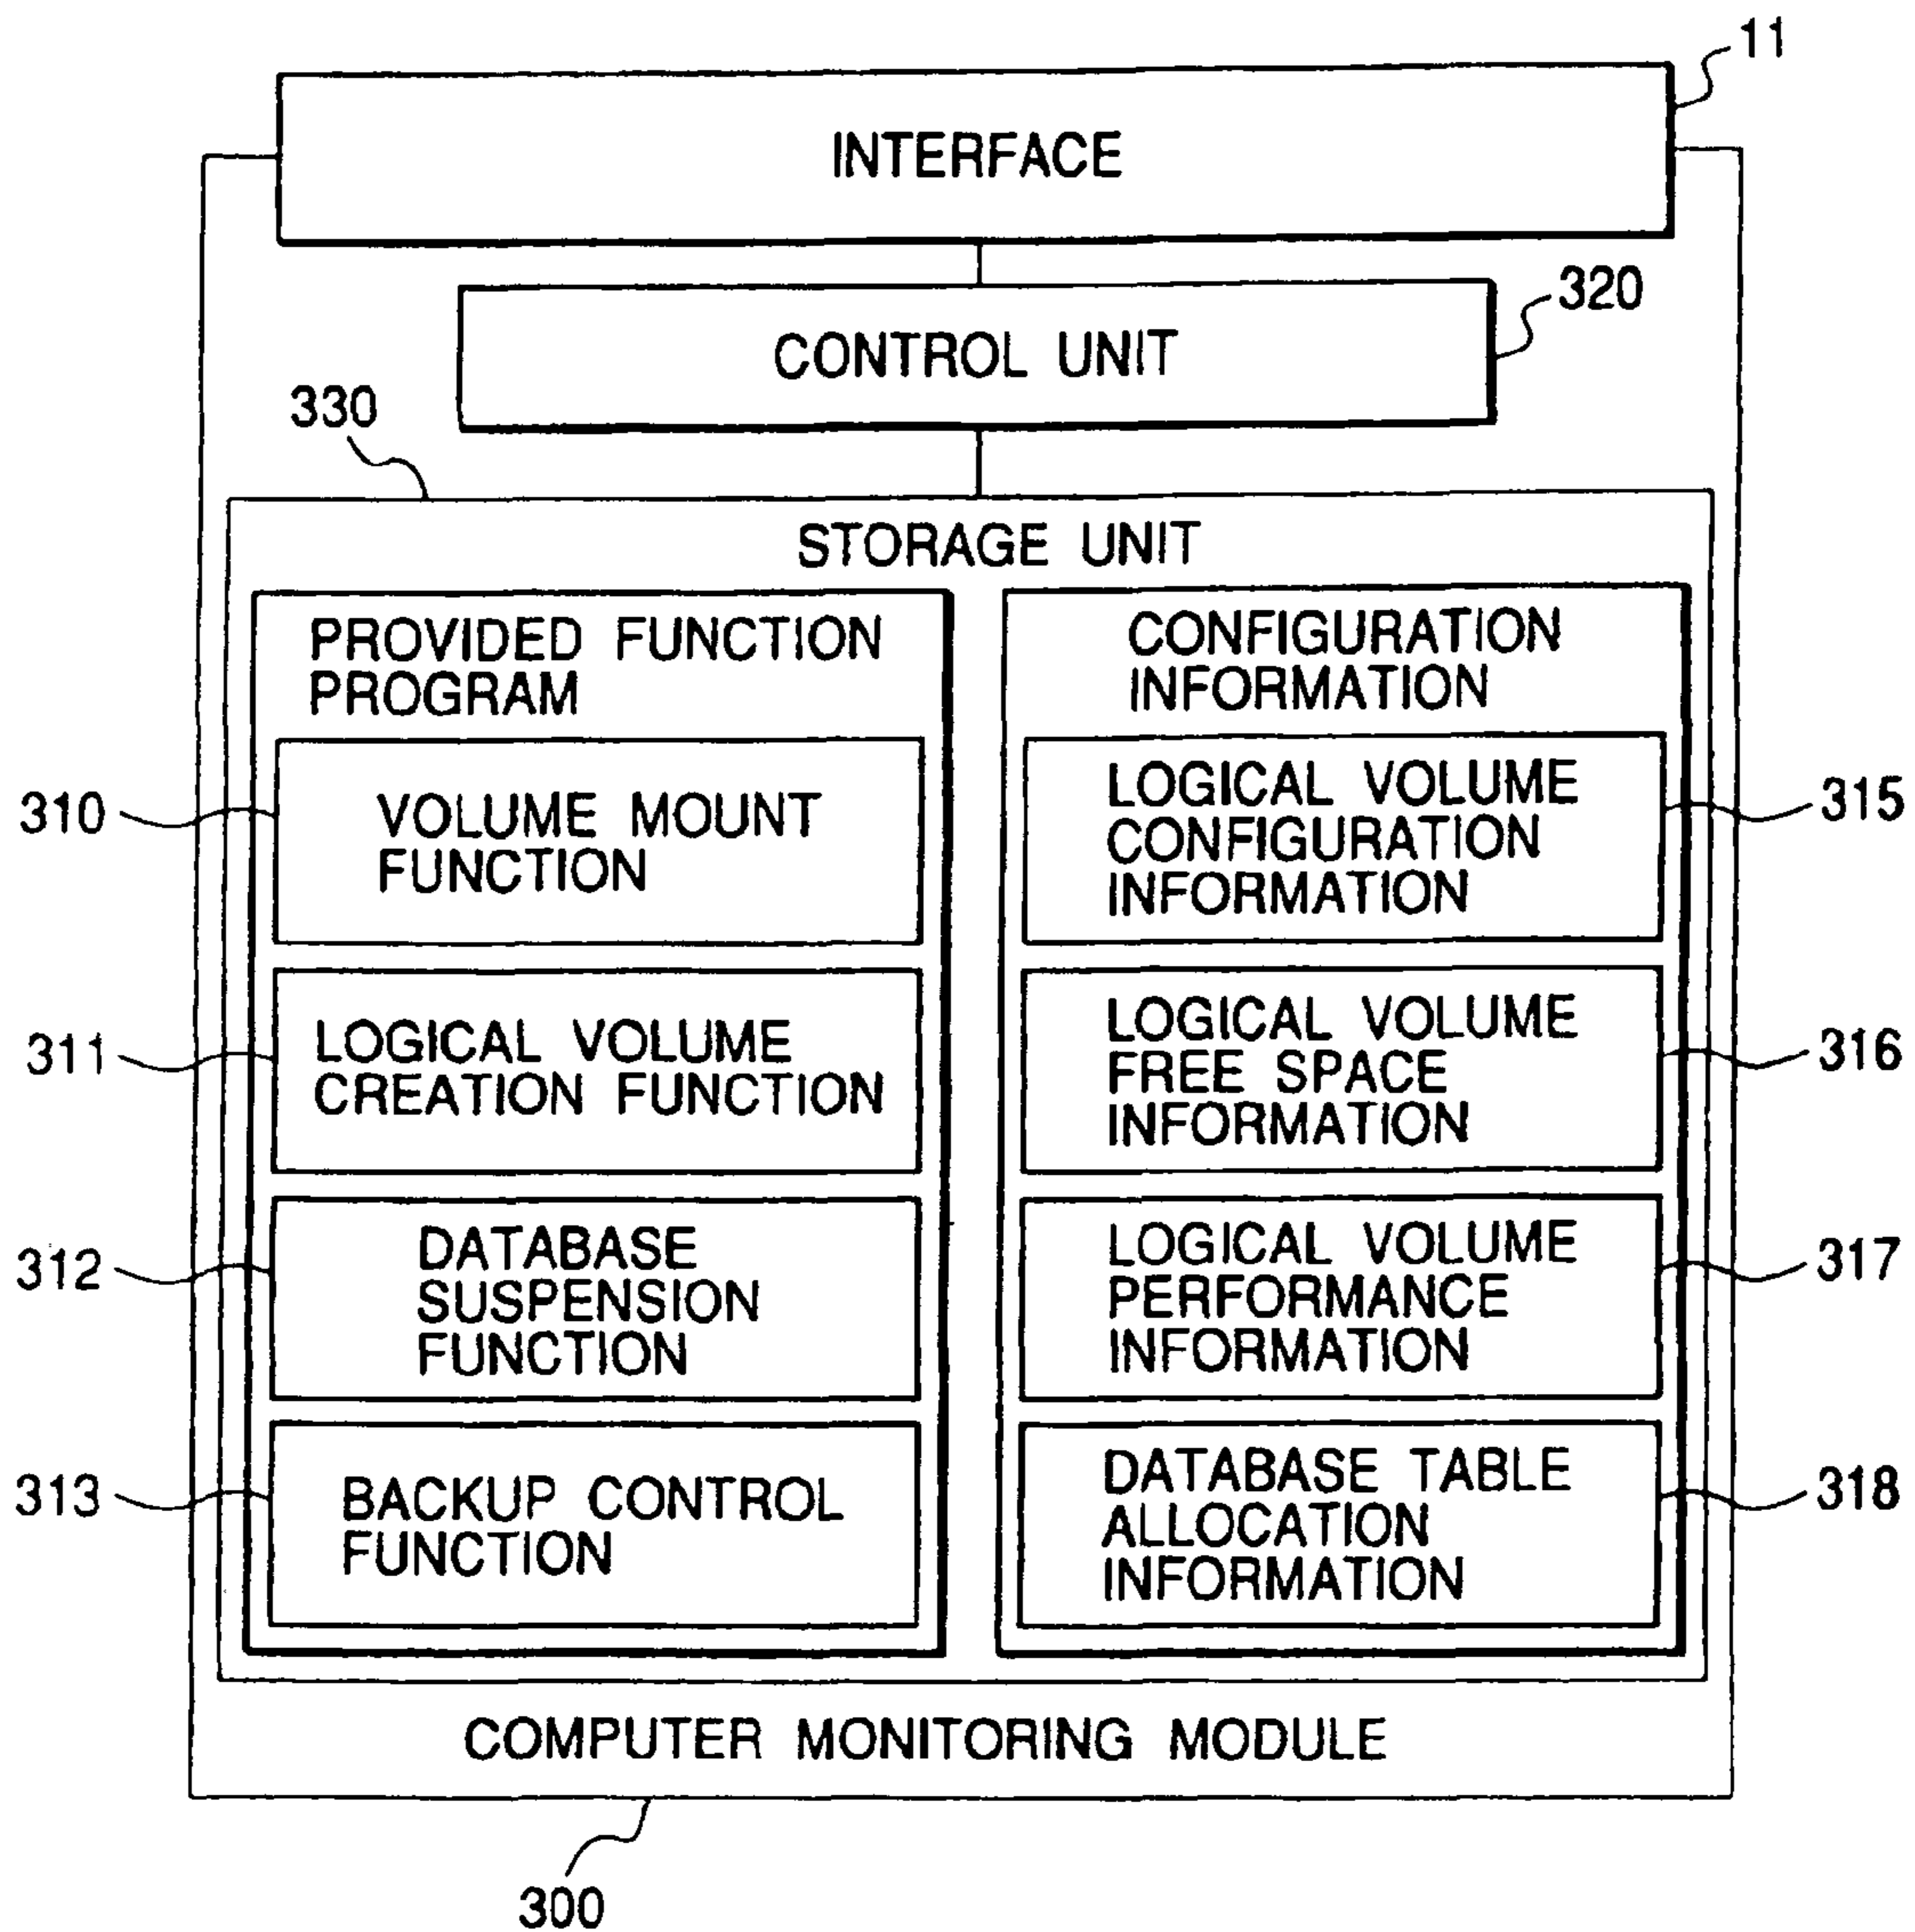 11
INTERFACE
320
CONTROL UNIT
330
STORAGE UNIT
PROVIDED FUNCTION
PROGRAM
310
VOLUME MOUNT
FUNCTION
311
LOGICAL VOLUME
CREATION FUNCTION
312
DATABASE
SUSPENSION
FUNCTION
313
BACKUP CONTROL
FUNCTION
CONFIGURATION
INFORMATION
LOGICAL VOLUME
CONFIGURATION
INFORMATION
315
LOGICAL VOLUME
FREE SPACE
INFORMATION
316
LOGICAL VOLUME
PERFORMANCE
INFORMATION
317
DATABASE TABLE
ALLOCATION
INFORMATION
318
COMPUTER MONITORING MODULE
300